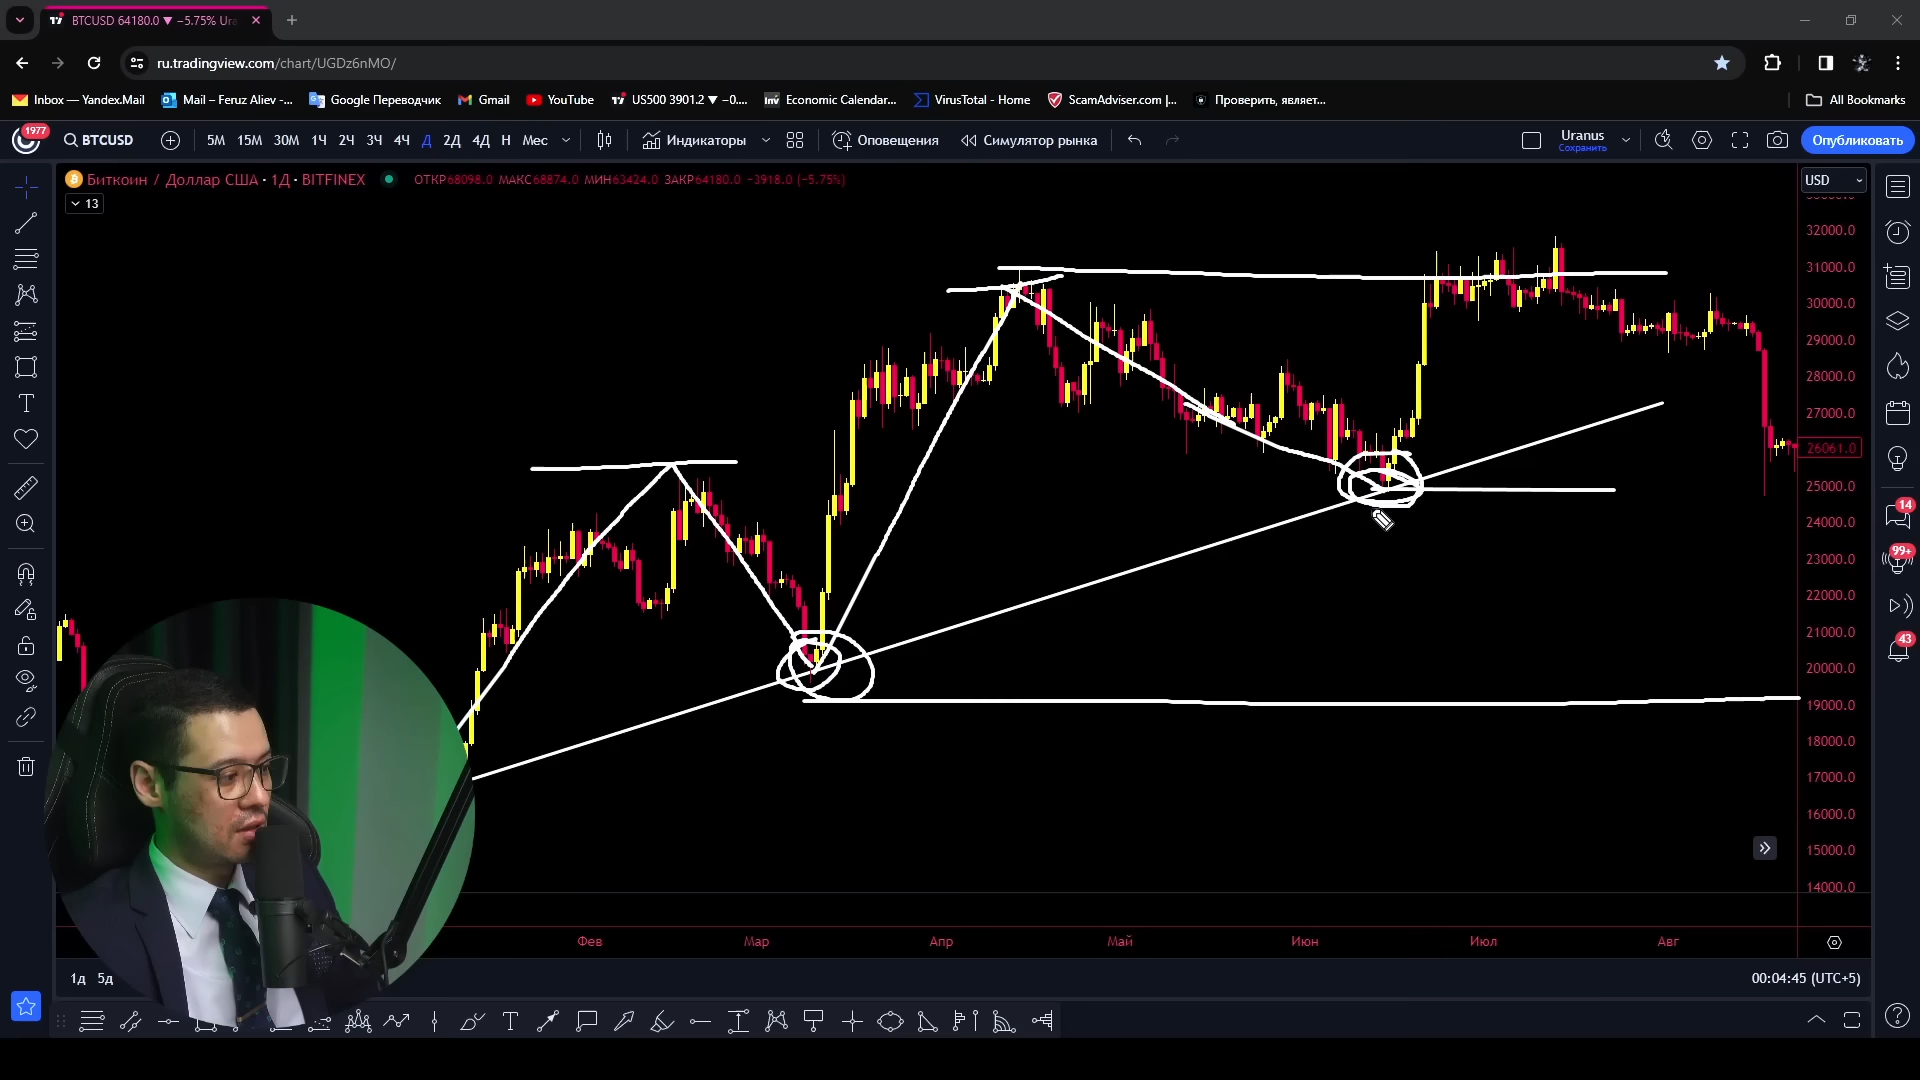 BTCUSD 64180.0 ▼ −5.75% Ura
ru.tradingview.com/chart/UGDz6nMO/
Inbox — Yandex.Mail
Mail – Feruz Aliev -...
Google Переводчик
Gmail
YouTube
US500 3901.2 ▼ −0....
Economic Calendar...
VirusTotal - Home
ScamAdviser.com |...
Проверить, являет...
All Bookmarks
1977
BTCUSD
5М 15М 30М 1Ч 2Ч 3Ч 4Ч Д 2Д 4Д Н Мес
Индикаторы
Оповещения
Симулятор рынка
Uranus
Сохранить
Опубликовать
Биткоин / Доллар США · 1Д · BITFINEX
ОТКР68098.0 МАКС68874.0 МИН63424.0 ЗАКР64180.0 −3918.0 (−5.75%)
USD
13
32000.0
31000.0
30000.0
29000.0
28000.0
27000.0
26061.0
25000.0
24000.0
23000.0
22000.0
21000.0
20000.0
19000.0
18000.0
17000.0
16000.0
15000.0
14000.0
14
99+
43
Фев Мар Апр Май Июн Июл Авг
1д 5д
00:04:45 (UTC+5)